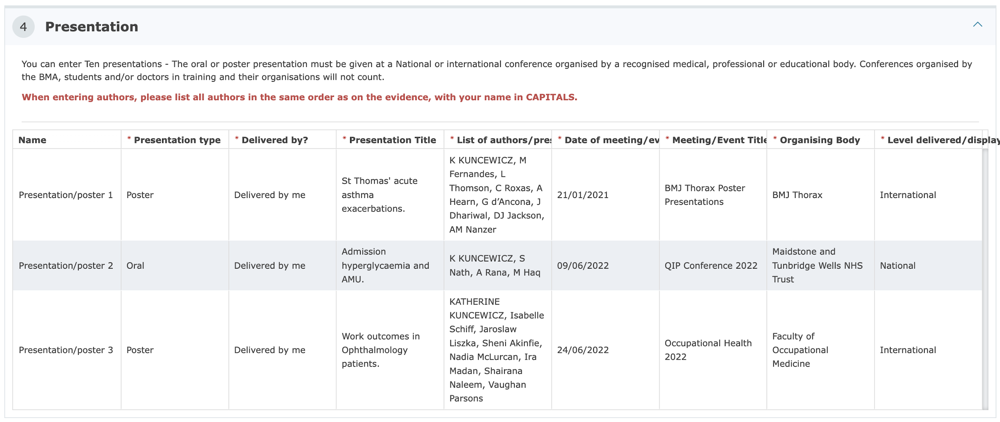 4 Presentation
You can enter Ten presentations - The oral or poster presentation must be given at a National or international conference organised by a recognised medical, professional or educational body. Conferences organised by
the BMA, students and/or doctors in training and their organisations will not count.
When entering authors, please list all authors in the same order as on the evidence, with your name in CAPITALS.
Name * Presentation type * Delivered by? * Presentation Title * List of authors/pres * Date of meeting/ev * Meeting/Event Title * Organising Body * Level delivered/display
Presentation/poster 1
Poster
Delivered by me
St Thomas' acute
asthma
exacerbations.
K KUNCEWICZ, M
Fernandes, L
Thomson, C Roxas, A
Hearn, G d’Ancona, J
Dhariwal, DJ Jackson,
AM Nanzer
21/01/2021
BMJ Thorax Poster
Presentations
BMJ Thorax
International
Presentation/poster 2
Oral
Delivered by me
Admission
hyperglycaemia and
AMU.
K KUNCEWICZ, S
Nath, A Rana, M Haq
09/06/2022
QIP Conference 2022
Maidstone and
Tunbridge Wells NHS
Trust
National
Presentation/poster 3
Poster
Delivered by me
Work outcomes in
Ophthalmology
patients.
KATHERINE
KUNCEWICZ, Isabelle
Schiff, Jaroslaw
Liszka, Sheni Akinfie,
Nadia McLurcan, Ira
Madan, Shairana
Naleem, Vaughan
Parsons
24/06/2022
Occupational Health
2022
Faculty of
Occupational
Medicine
International